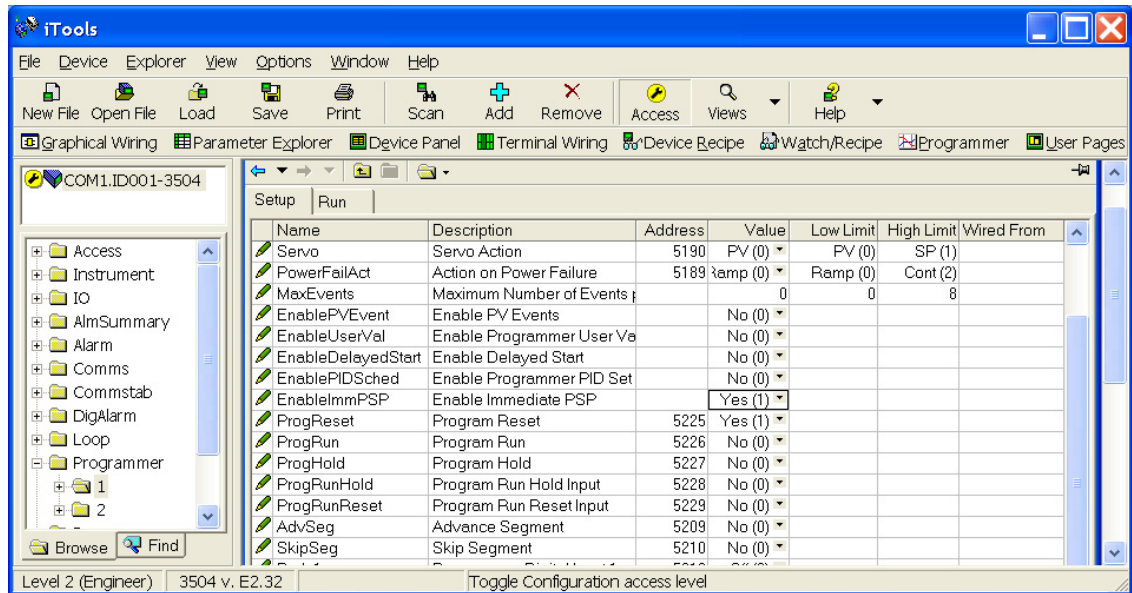 iTools
File Device Explorer View Options Window Help
New File Open File Load Save Print Scan Add Remove Access Views Help
Graphical Wiring Parameter Explorer Device Panel Terminal Wiring Device Recipe Watch/Recipe Programmer User Pages
COM1.ID001-3504
Access
Instrument
IO
AlmSummary
Alarm
Comms
Commstab
DigAlarm
Loop
Programmer
1
2
Browse Find
Setup Run
Name Description Address Value Low Limit High Limit Wired From
Servo Servo Action 5190 PV (0) PV (0) SP (1)
PowerFailAct Action on Power Failure 5189 Ramp (0) Ramp (0) Cont (2)
MaxEvents Maximum Number of Events p 0 0 8
EnablePVEvent Enable PV Events No (0)
EnableUserVal Enable Programmer User Va No (0)
EnableDelayedStart Enable Delayed Start No (0)
EnablePIDSched Enable Programmer PID Set No (0)
EnableImmPSP Enable Immediate PSP Yes (1)
ProgReset Program Reset 5225 Yes (1)
ProgRun Program Run 5226 No (0)
ProgHold Program Hold 5227 No (0)
ProgRunHold Program Run Hold Input 5228 No (0)
ProgRunReset Program Run Reset Input 5229 No (0)
AdvSeg Advance Segment 5209 No (0)
SkipSeg Skip Segment 5210 No (0)
Level 2 (Engineer) 3504 v. E2.32 Toggle Configuration access level